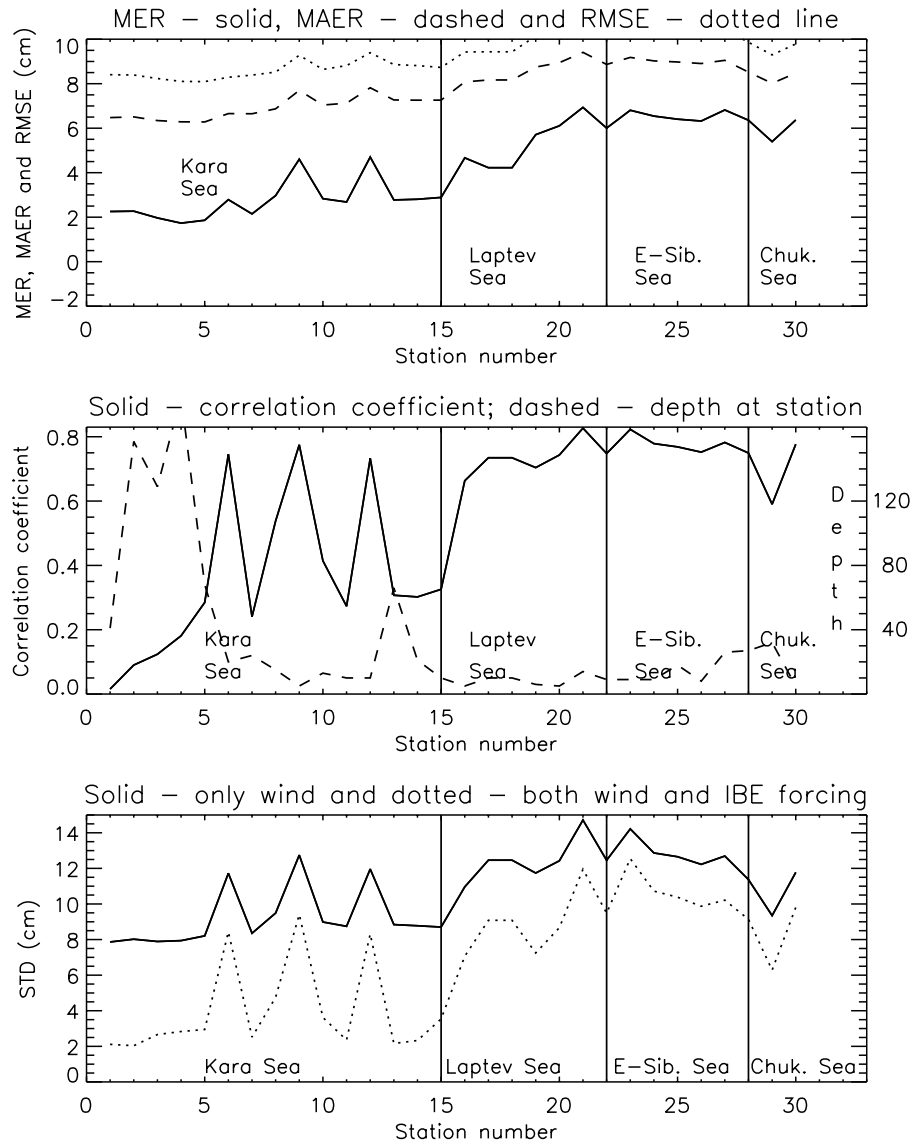 MER − solid, MAER − dashed and RMSE − dotted line
MER, MAER and RMSE (cm)
10
8
6
4
2
0
−2
Kara
Sea
Laptev
Sea
E−Sib.
Sea
Chuk.
Sea
0 5 10 15 20 25 30
Station number
Solid − correlation coefficient; dashed − depth at station
Correlation coefficient
0.8
0.6
0.4
0.2
0.0
Kara
Sea
Laptev
Sea
E−Sib.
Sea
Chuk.
Sea
Depth
120
80
40
0 5 10 15 20 25 30
Station number
Solid − only wind and dotted − both wind and IBE forcing
STD (cm)
14
12
10
8
6
4
2
0
Kara Sea
Laptev Sea
E−Sib. Sea
Chuk. Sea
0 5 10 15 20 25 30
Station number